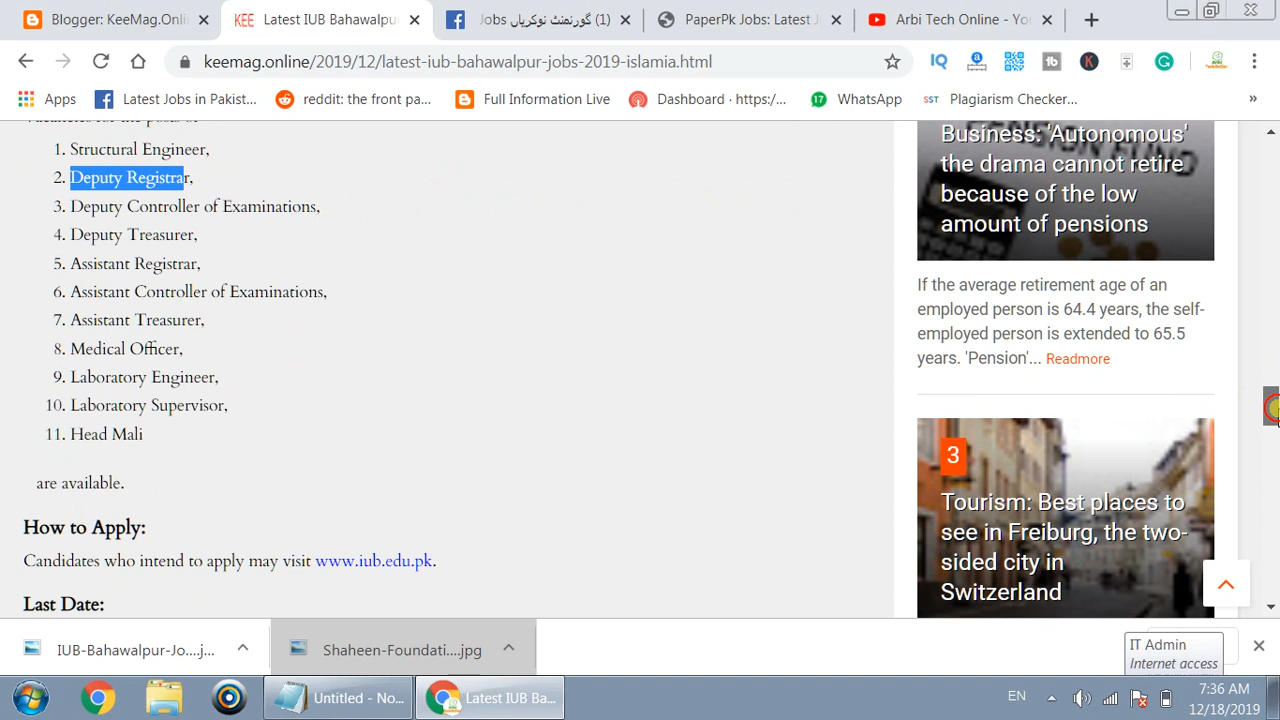 Blogger: KeeMag.Onli
KEE Latest IUB Bahawalpu
(1) گورنمنٹ نوکریاں Jobs
PaperPk Jobs: Latest J
Arbi Tech Online - Yo
keemag.online/2019/12/latest-iub-bahawalpur-jobs-2019-islamia.html
Apps
Latest Jobs in Pakist...
reddit: the front pa...
Full Information Live
Dashboard · https:/...
17 WhatsApp
SST Plagiarism Checker...
»
1. Structural Engineer,
2. Deputy Registrar,
3. Deputy Controller of Examinations,
4. Deputy Treasurer,
5. Assistant Registrar,
6. Assistant Controller of Examinations,
7. Assistant Treasurer,
8. Medical Officer,
9. Laboratory Engineer,
10. Laboratory Supervisor,
11. Head Mali
are available.
How to Apply:
Candidates who intend to apply may visit www.iub.edu.pk.
Last Date:
Business: 'Autonomous'
the drama cannot retire
because of the low
amount of pensions
If the average retirement age of an
employed person is 64.4 years, the self-
employed person is extended to 65.5
years. 'Pension'... Readmore
3
Tourism: Best places to
see in Freiburg, the two-
sided city in
Switzerland
IUB-Bahawalpur-Jo....j...
Shaheen-Foundati....jpg
IT Admin
Internet access
Untitled - No...
Latest IUB Ba...
EN
7:36 AM
12/18/2019